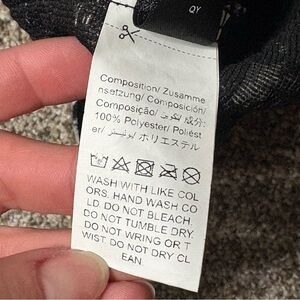 QY
Composition/ Zusamme
nsetzung/ Composición/
Composição/ تكوين/ 成分:
100% Polyester/ Poliést
er/ بوليستر/ ポリエステル
WASH WITH LIKE COL
ORS. HAND WASH CO
LD. DO NOT BLEACH.
DO NOT TUMBLE DRY.
DO NOT WRING OR T
WIST. DO NOT DRY CL
EAN.